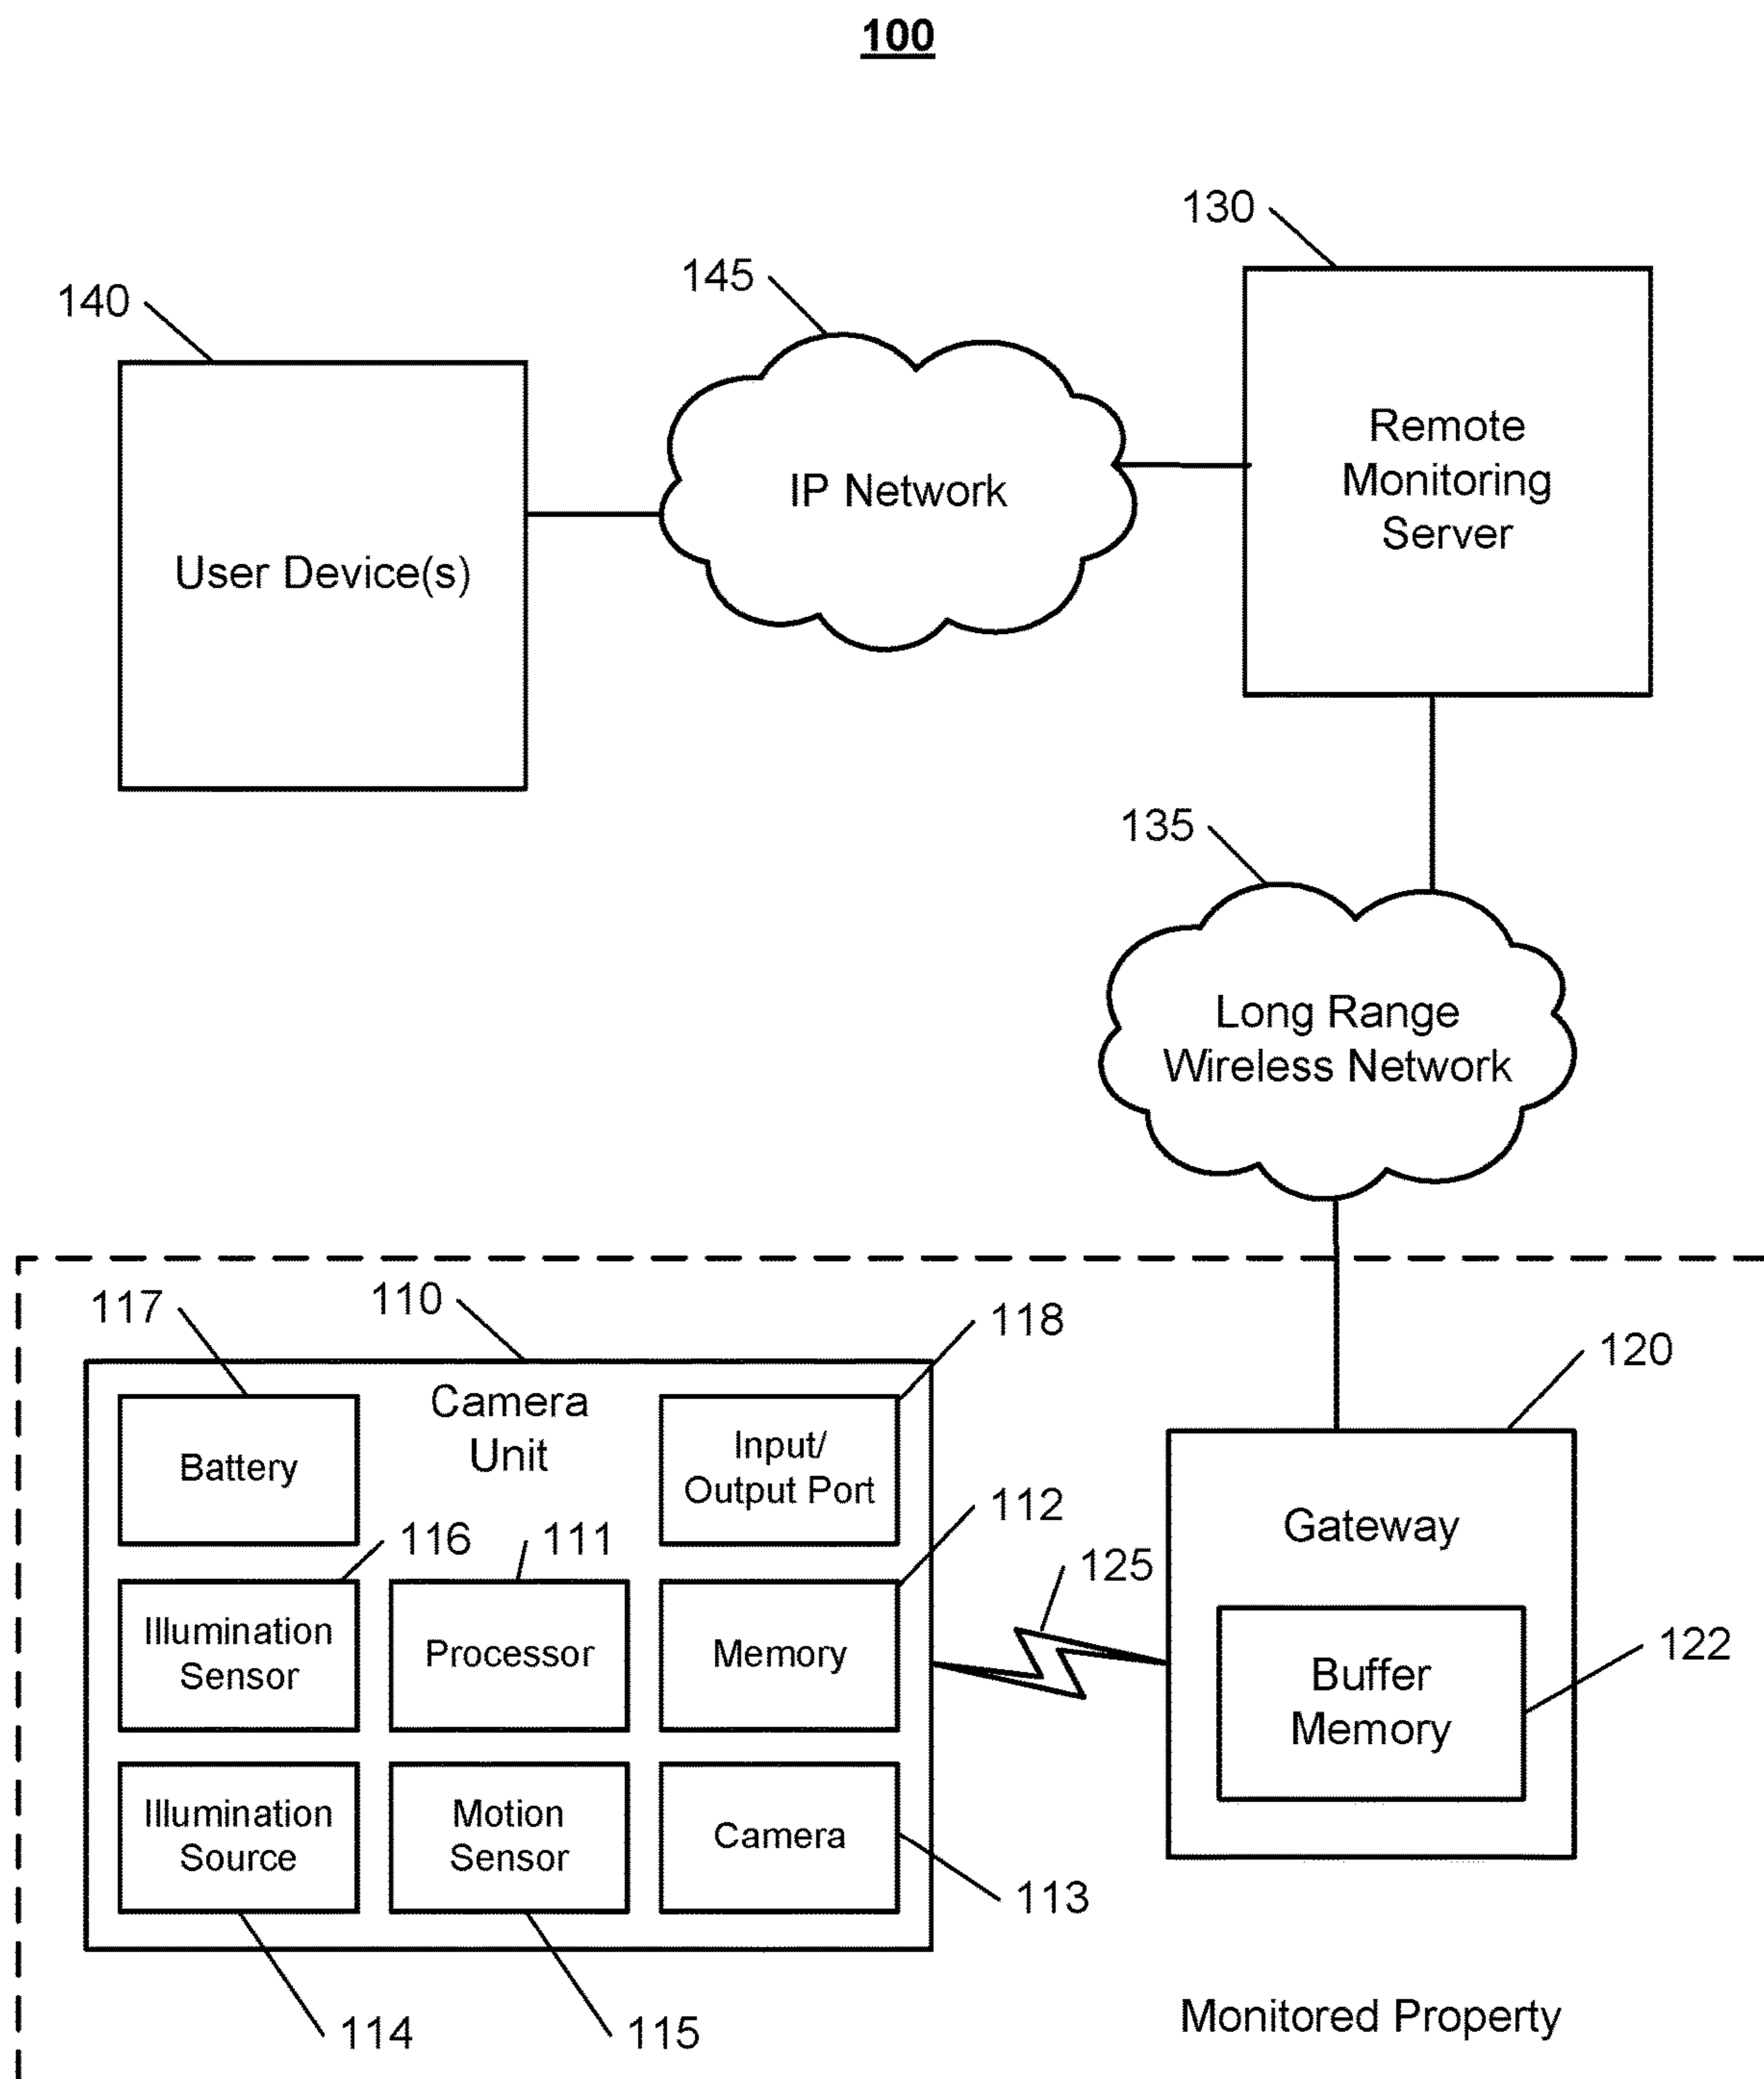 100
130
145
140
Remote
Monitoring
Server
IP Network
User Device(s)
135
Long Range
Wireless Network
117
110
118
120
Camera
Unit
Battery
Input/
Output Port
112
Gateway
116
111
125
Illumination
Sensor
Processor
Memory
122
Buffer
Memory
Illumination
Source
Motion
Sensor
Camera
113
114
115
Monitored Property